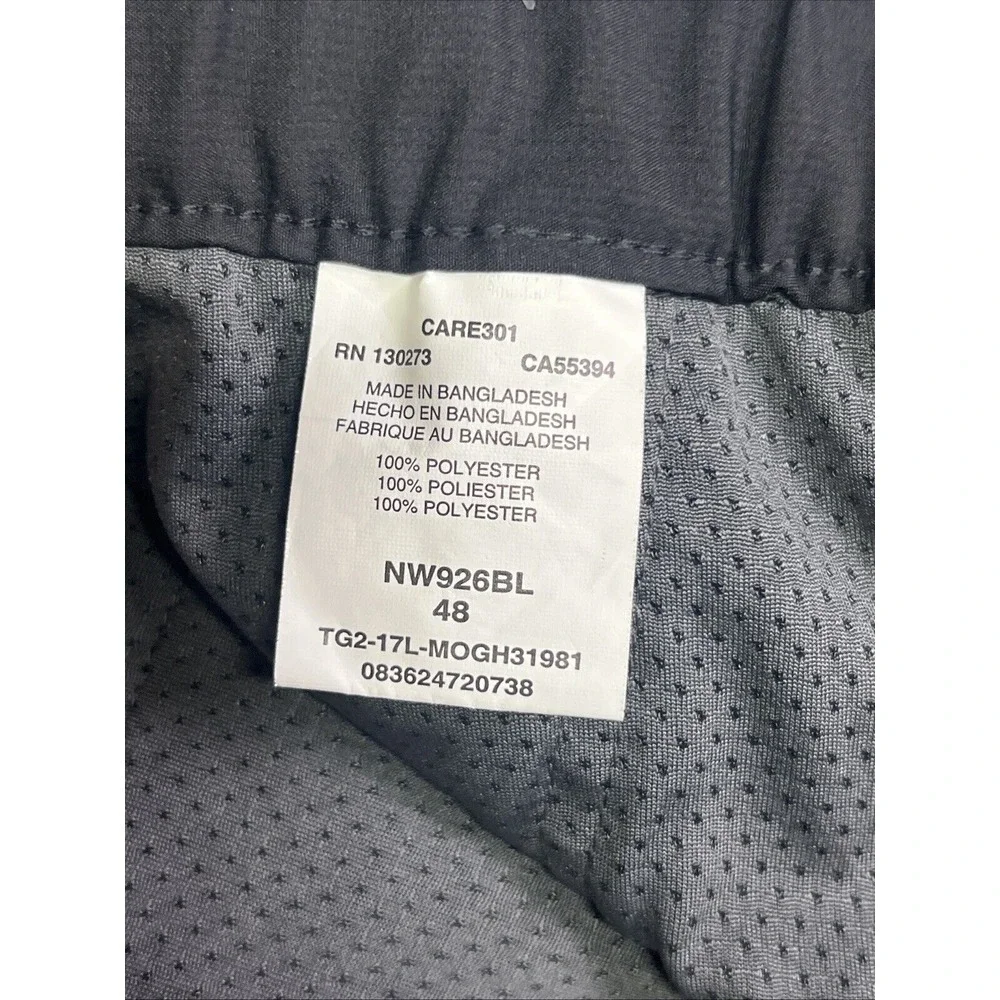 CARE301
RN 130273 CA55394
MADE IN BANGLADESH
HECHO EN BANGLADESH
FABRIQUE AU BANGLADESH
100% POLYESTER
100% POLIESTER
100% POLYESTER
NW926BL
48
TG2-17L-MOGH31981
083624720738